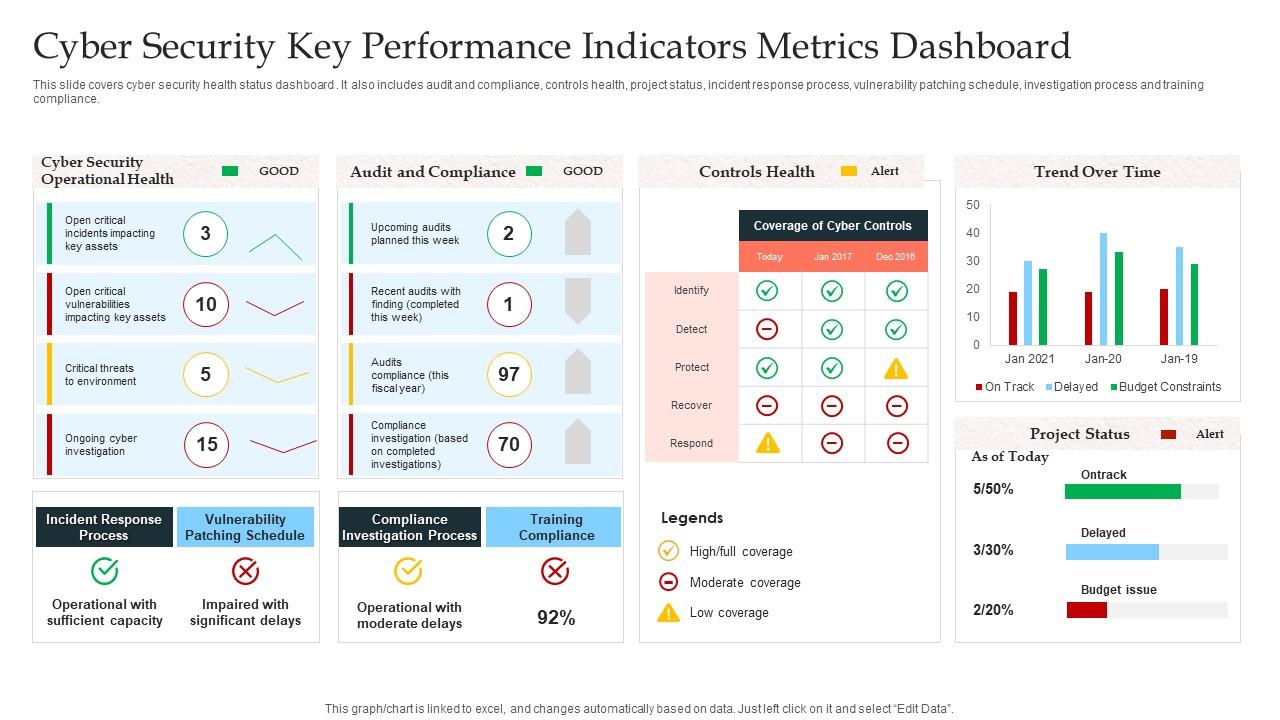 Cyber Security Key Performance Indicators Metrics Dashboard
This slide covers cyber security health status dashboard . It also includes audit and compliance, controls health, project status, incident response process, vulnerability patching schedule, investigation process and training
compliance.
Cyber Security
Operational Health
GOOD
Open critical
incidents impacting
key assets
3
Open critical
vulnerabilities
impacting key assets
10
Critical threats
to environment
5
Ongoing cyber
investigation
15
Audit and Compliance
GOOD
Upcoming audits
planned this week
2
Recent audits with
finding (completed
this week)
1
Audits
compliance (this
fiscal year)
97
Compliance
investigation (based
on completed
investigations)
70
Incident Response
Process
Operational with
sufficient capacity
Vulnerability
Patching Schedule
Impaired with
significant delays
Compliance
Investigation Process
Operational with
moderate delays
Training
Compliance
92%
Controls Health
Alert
Coverage of Cyber Controls
Today Jan 2017 Dec 2016
Identify
Detect
Protect
Recover
Respond
Legends
High/full coverage
Moderate coverage
Low coverage
Trend Over Time
50
40
30
20
10
0
Jan 2021 Jan-20 Jan-19
On Track Delayed Budget Constraints
Project Status
Alert
As of Today
Ontrack
5/50%
Delayed
3/30%
Budget issue
2/20%
This graph/chart is linked to excel, and changes automatically based on data. Just left click on it and select “Edit Data”.